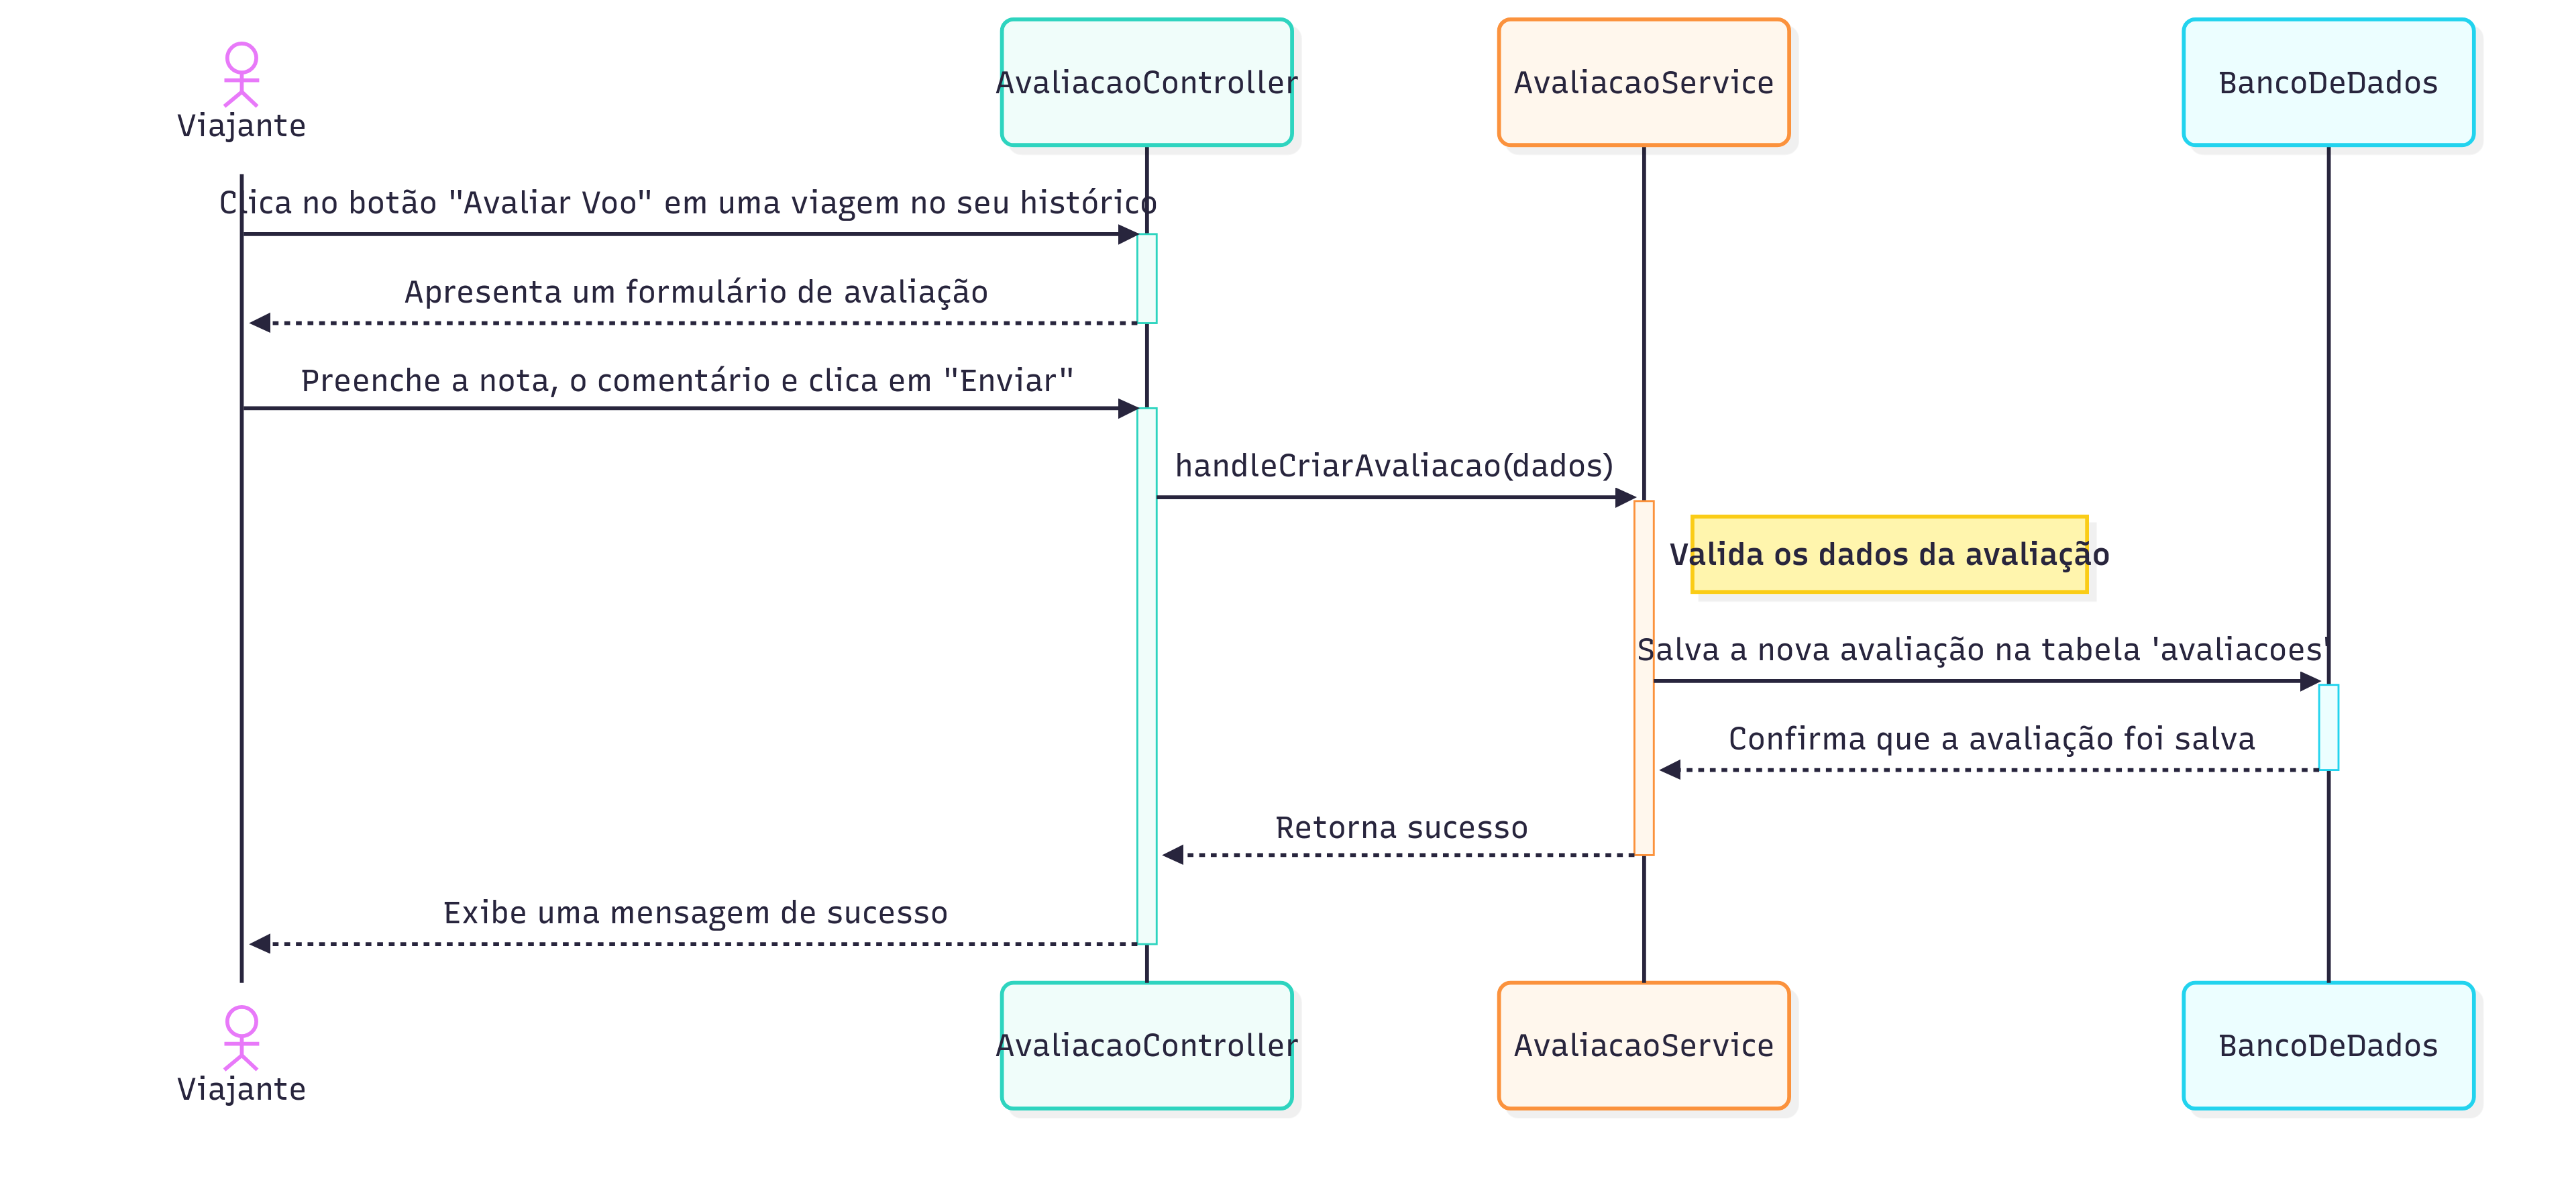 Viajante
AvaliacaoController
AvaliacaoService
BancoDeDados
Clica no botão "Avaliar Voo" em uma viagem no seu histórico
Apresenta um formulário de avaliação
Preenche a nota, o comentário e clica em "Enviar"
handleCriarAvaliacao(dados)
Valida os dados da avaliação
Salva a nova avaliação na tabela 'avaliacoes'
Confirma que a avaliação foi salva
Retorna sucesso
Exibe uma mensagem de sucesso
Viajante
AvaliacaoController
AvaliacaoService
BancoDeDados